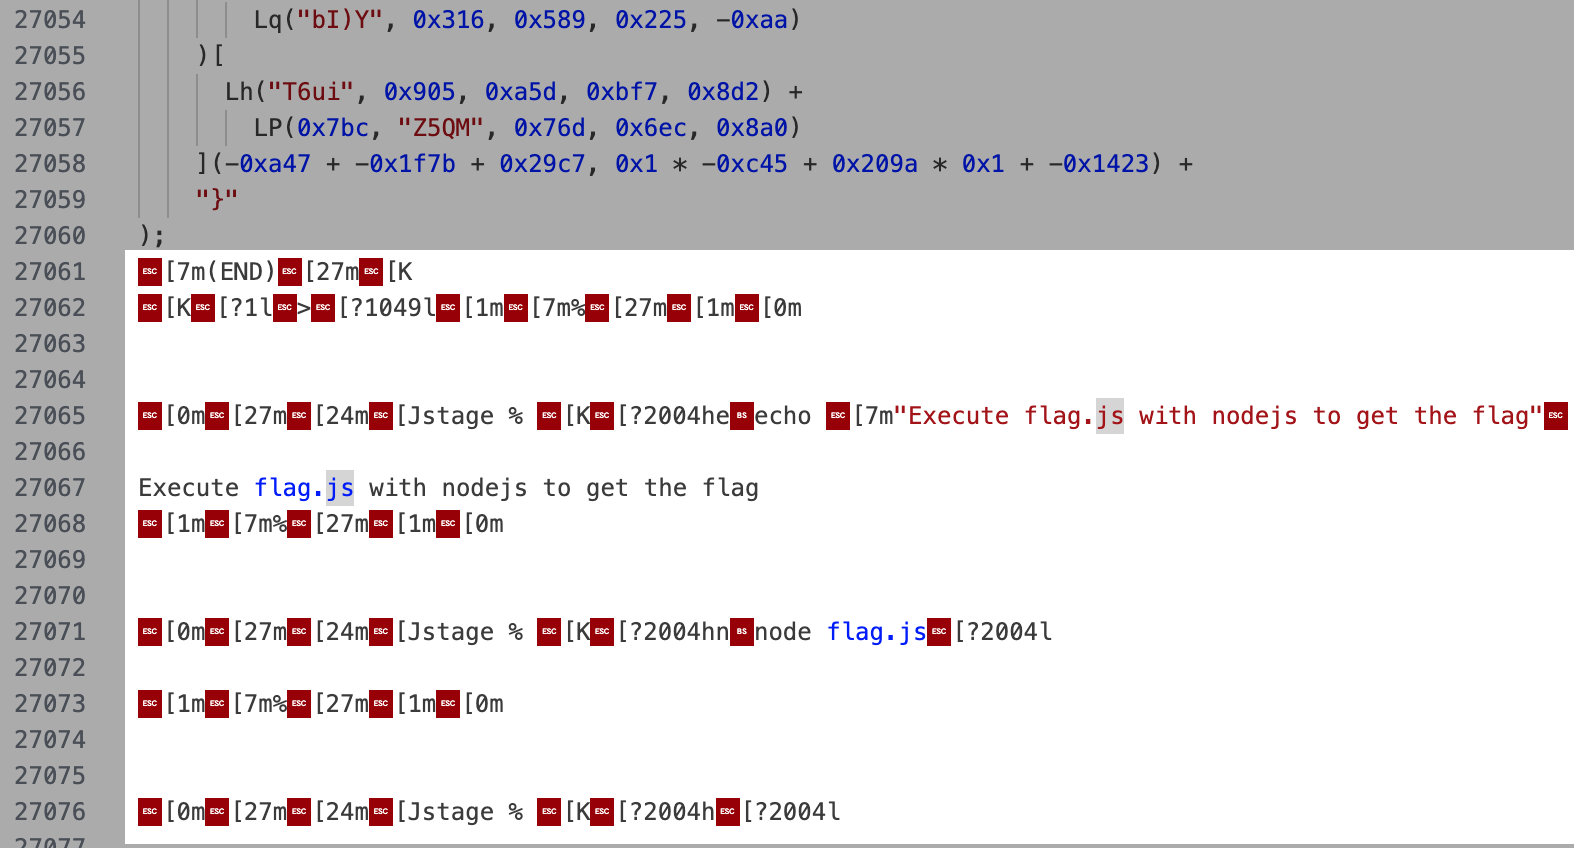 27054 Lq("bI)Y", 0x316, 0x589, 0x225, -0xaa)
27055 )[
27056 Lh("T6ui", 0x905, 0xa5d, 0xbf7, 0x8d2) +
27057 LP(0x7bc, "Z5QM", 0x76d, 0x6ec, 0x8a0)
27058 ](-0xa47 + -0x1f7b + 0x29c7, 0x1 * -0xc45 + 0x209a * 0x1 + -0x1423) +
27059 "}"
27060 );
27061 ESC[7m(END)ESC[27mESC[K
27062 ESC[KESC[?1lESC>ESC[?1049lESC[1mESC[7m%ESC[27mESC[1mESC[0m
27063
27064
27065 ESC[0mESC[27mESC[24mESC[Jstage % ESC[KESC[?2004heBSecho ESC[7m"Execute flag.js with nodejs to get the flag"ESC
27066
27067 Execute flag.js with nodejs to get the flag
27068 ESC[1mESC[7m%ESC[27mESC[1mESC[0m
27069
27070
27071 ESC[0mESC[27mESC[24mESC[Jstage % ESC[KESC[?2004hnBSnode flag.jsESC[?2004l
27072
27073 ESC[1mESC[7m%ESC[27mESC[1mESC[0m
27074
27075
27076 ESC[0mESC[27mESC[24mESC[Jstage % ESC[KESC[?2004hESC[?2004l
27077